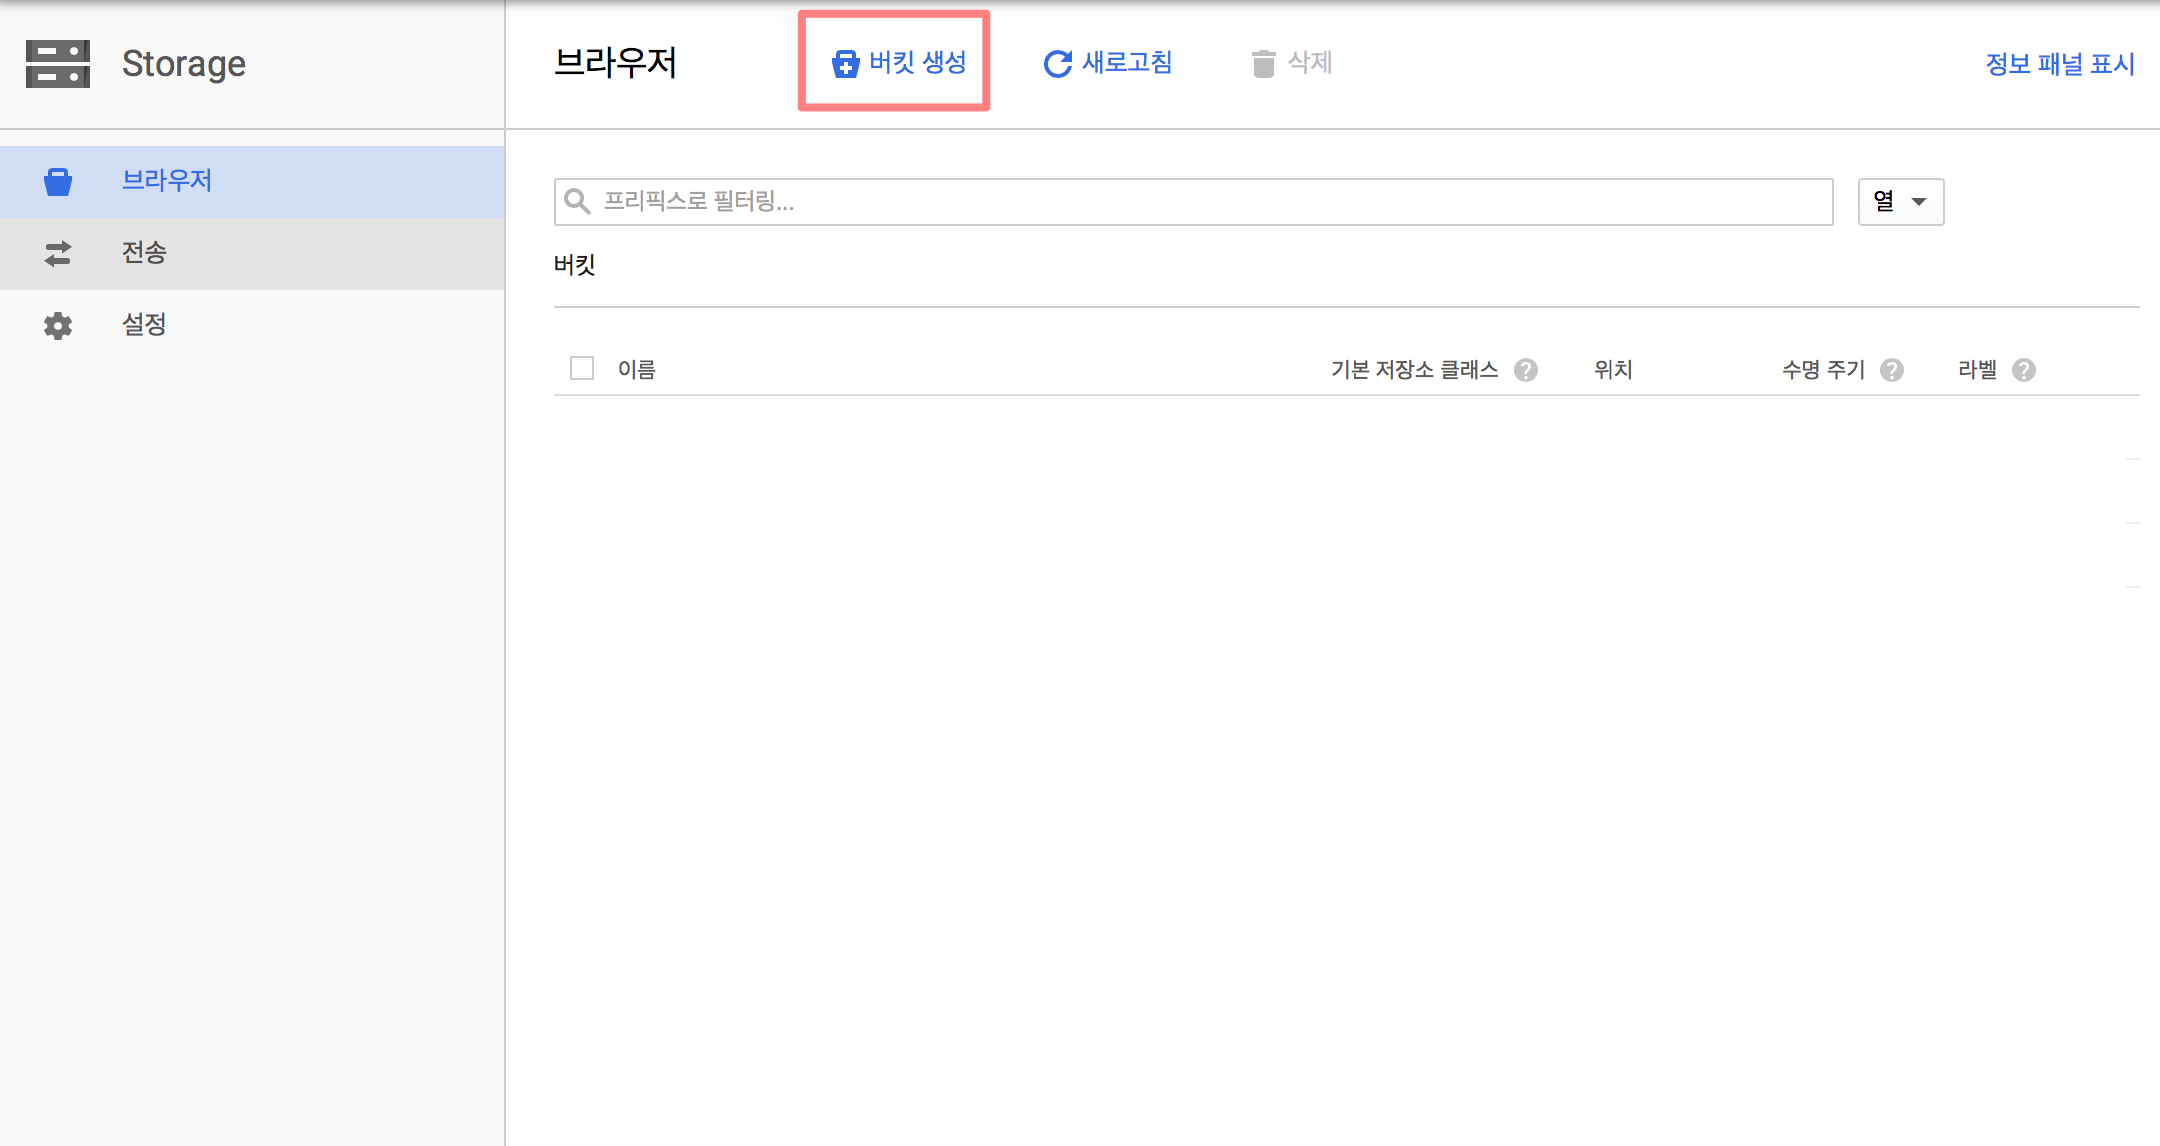 Storage
브라우저
전송
설정
브라우저 버킷 생성 새로고침 삭제 정보 패널 표시
프리픽스로 필터링... 열
버킷
이름 기본 저장소 클래스 ? 위치 수명 주기 ? 라벨 ?